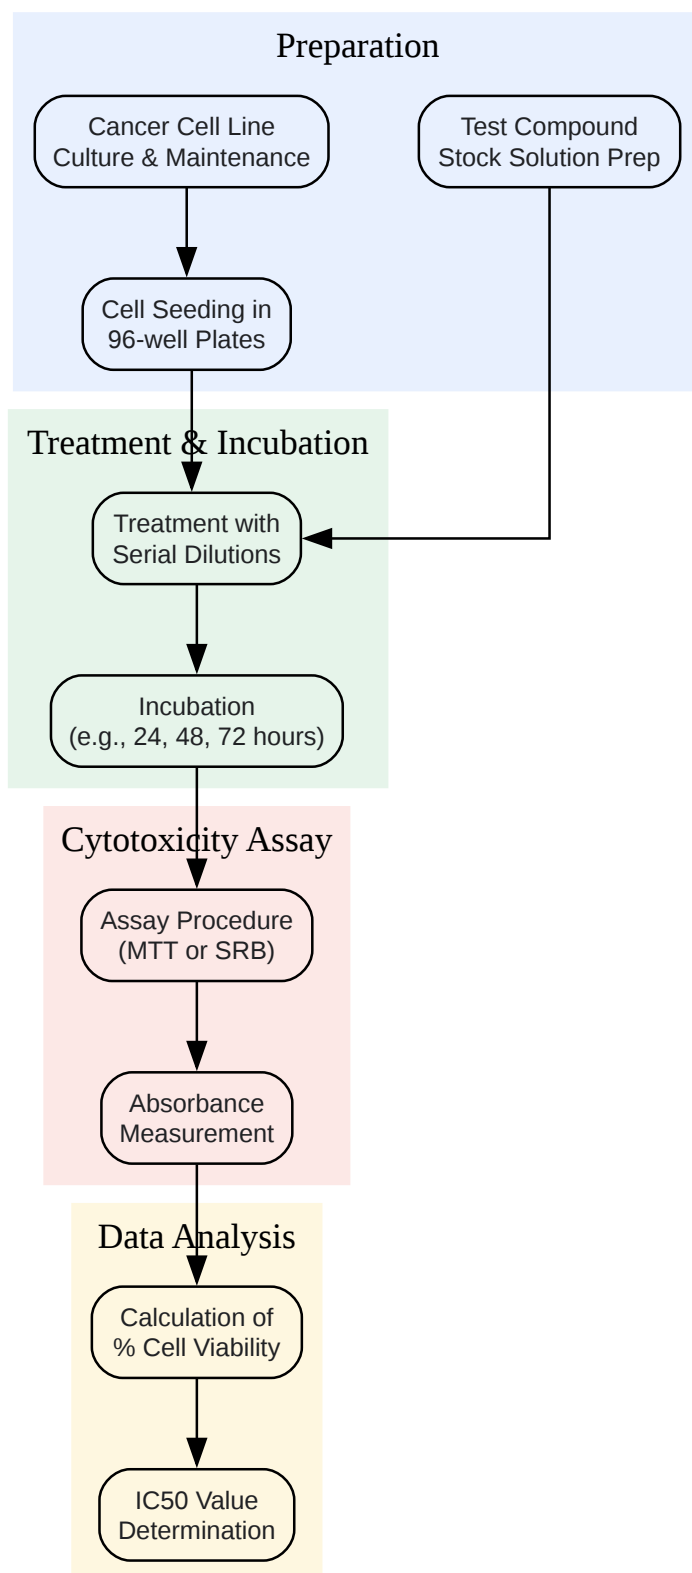 Preparation
Cancer Cell Line
Culture & Maintenance
Test Compound
Stock Solution Prep
Cell Seeding in
96-well Plates
Treatment & Incubation
Treatment with
Serial Dilutions
Incubation
(e.g., 24, 48, 72 hours)
Cytotoxicity Assay
Assay Procedure
(MTT or SRB)
Absorbance
Measurement
Data Analysis
Calculation of
% Cell Viability
IC50 Value
Determination